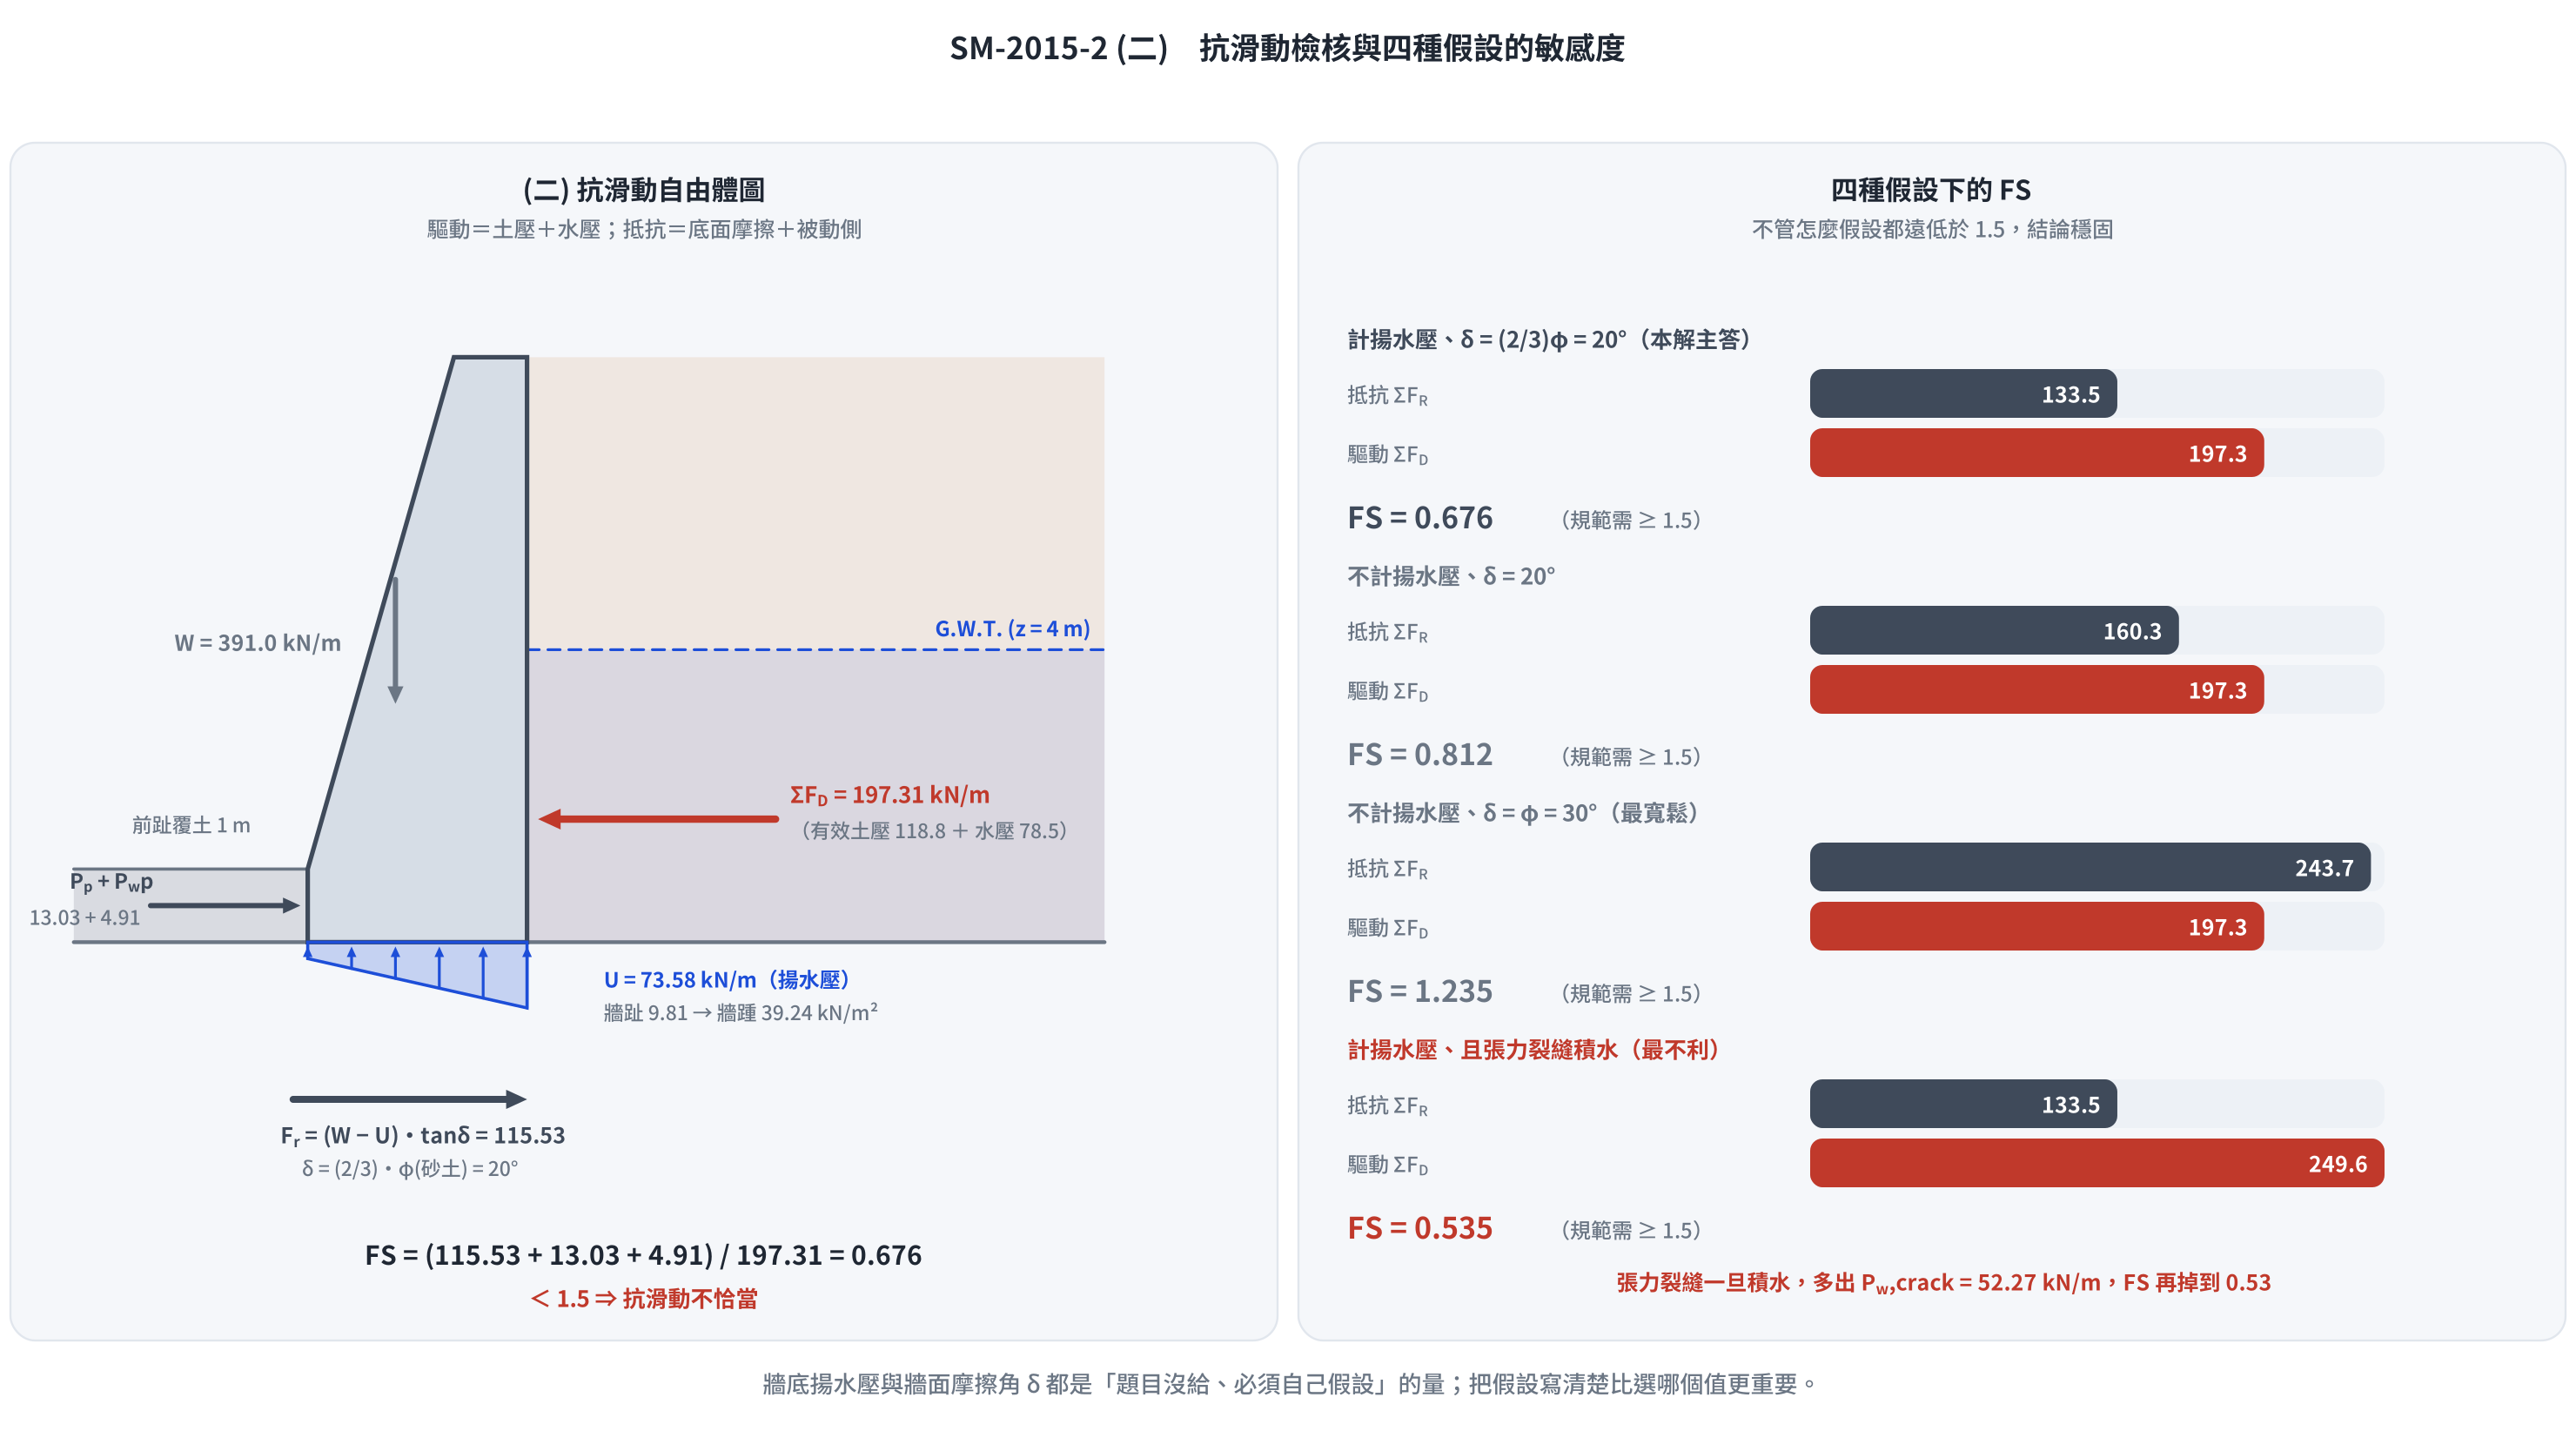 SM-2015-2 (二)　抗滑動檢核與四種假設的敏感度
(二) 抗滑動自由體圖
驅動＝土壓＋水壓；抵抗＝底面摩擦＋被動側
G.W.T. (z = 4 m)
W = 391.0 kN/m
ΣF_D = 197.31 kN/m
（有效土壓 118.8 ＋ 水壓 78.5）
前趾覆土 1 m
P_p + P_wp
13.03 + 4.91
U = 73.58 kN/m（揚水壓）
牆趾 9.81 → 牆踵 39.24 kN/m²
F_r = (W − U)・tanδ = 115.53
δ = (2/3)・φ(砂土) = 20°
FS = (115.53 + 13.03 + 4.91) / 197.31 = 0.676
＜ 1.5 ⇒ 抗滑動不恰當
四種假設下的 FS
不管怎麼假設都遠低於 1.5，結論穩固
計揚水壓、δ = (2/3)φ = 20°（本解主答）
抵抗 ΣF_R 133.5
驅動 ΣF_D 197.3
FS = 0.676 （規範需 ≥ 1.5）
不計揚水壓、δ = 20°
抵抗 ΣF_R 160.3
驅動 ΣF_D 197.3
FS = 0.812 （規範需 ≥ 1.5）
不計揚水壓、δ = φ = 30°（最寬鬆）
抵抗 ΣF_R 243.7
驅動 ΣF_D 197.3
FS = 1.235 （規範需 ≥ 1.5）
計揚水壓、且張力裂縫積水（最不利）
抵抗 ΣF_R 133.5
驅動 ΣF_D 249.6
FS = 0.535 （規範需 ≥ 1.5）
張力裂縫一旦積水，多出 P_w,crack = 52.27 kN/m，FS 再掉到 0.53
牆底揚水壓與牆面摩擦角 δ 都是「題目沒給、必須自己假設」的量；把假設寫清楚比選哪個值更重要。